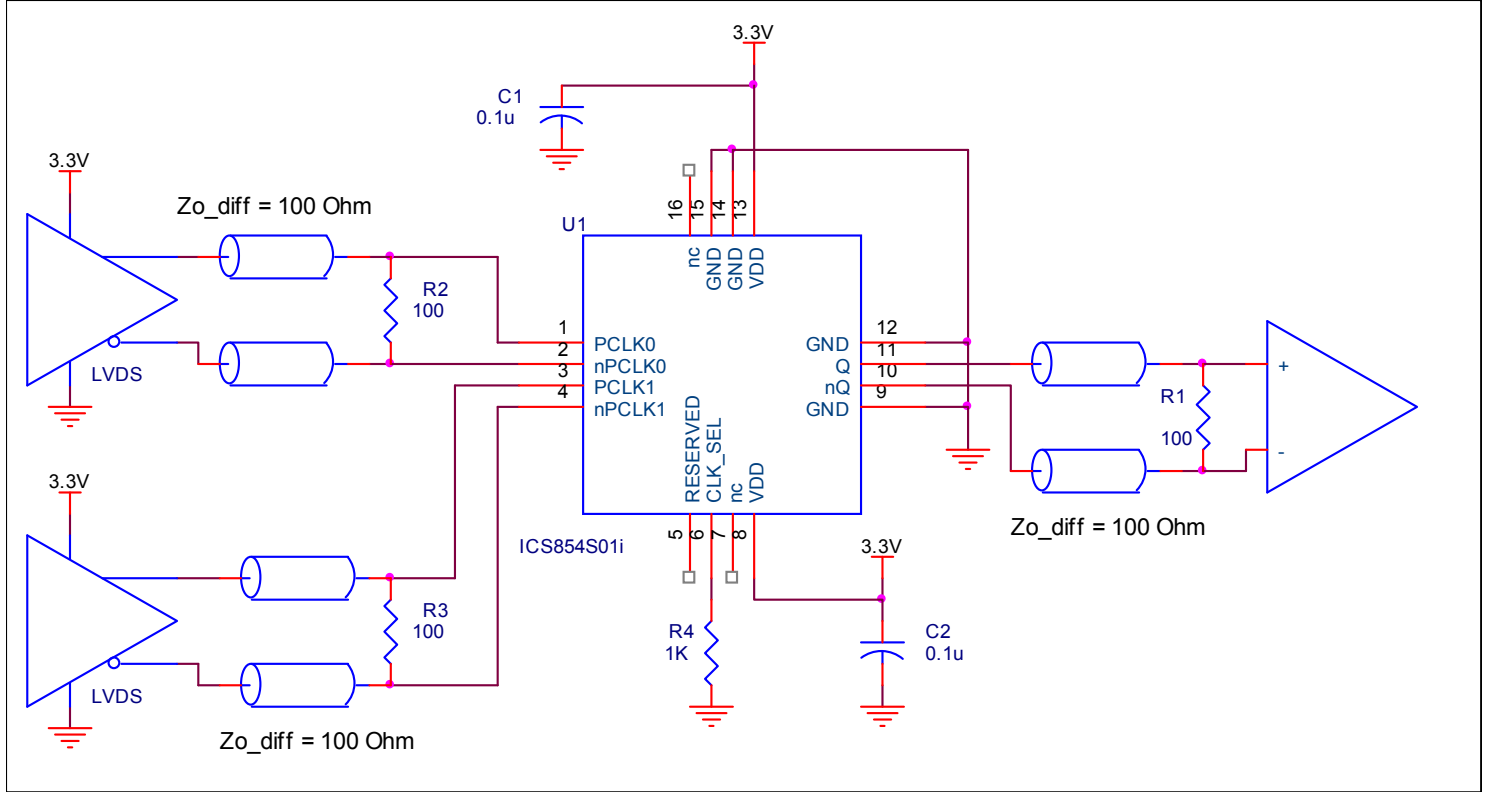 3.3V
C1
0.1u
3.3V
Zo_diff = 100 Ohm
16
15
14
13
U1
nc
GND
GND
VDD
R2
100
1
PCLK0
2
nPCLK0
3
PCLK1
4
nPCLK1
LVDS
12
GND
11
Q
10
nQ
9
GND
+
R1
100
-
Zo_diff = 100 Ohm
RESERVED
CLK_SEL
nc
VDD
5
6
7
8
ICS854S01i
3.3V
3.3V
R3
100
R4
1K
C2
0.1u
LVDS
Zo_diff = 100 Ohm